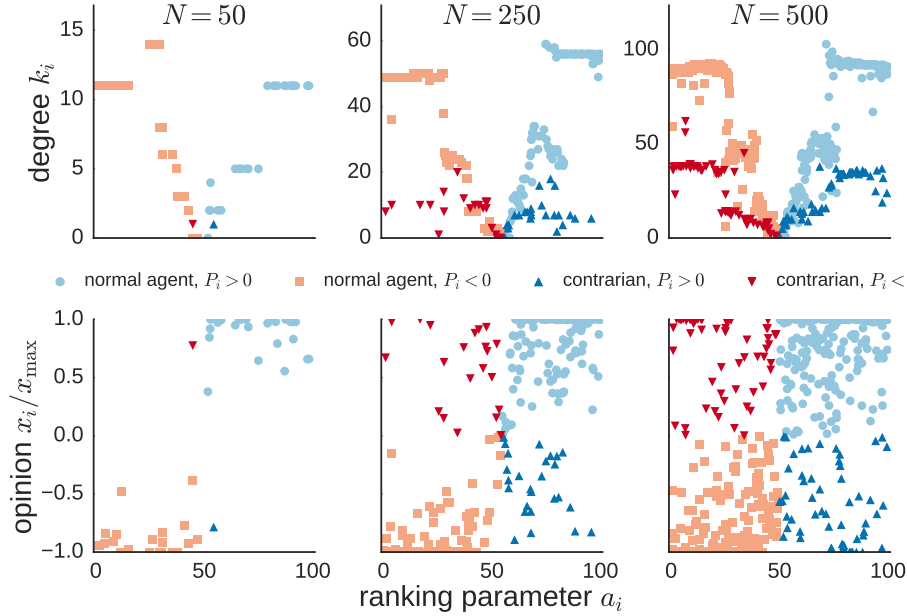 N = 50
N = 250
N = 500
degree k_i
15
10
5
0
60
40
20
0
100
50
0
normal agent, P_i > 0
normal agent, P_i < 0
contrarian, P_i > 0
contrarian, P_i <
opinion x_i/x_max
1.0
0.5
0.0
−0.5
−1.0
0
50
100
0
50
100
0
50
100
ranking parameter a_i